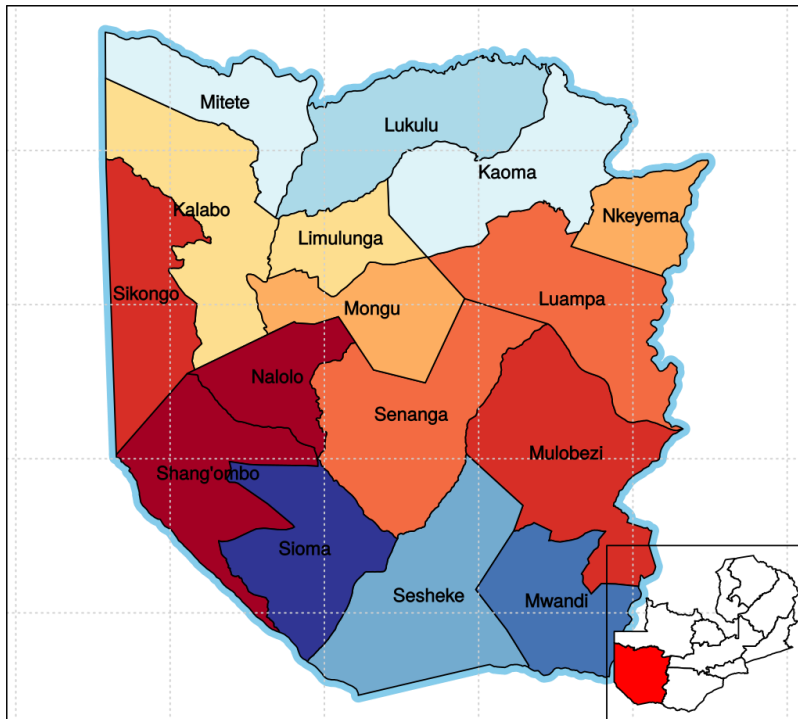 Mitete
Lukulu
Kaoma
Kalabo
Nkeyema
Limulunga
Sikongo
Luampa
Mongu
Nalolo
Senanga
Mulobezi
Shang'ombo
Sioma
Sesheke
Mwandi